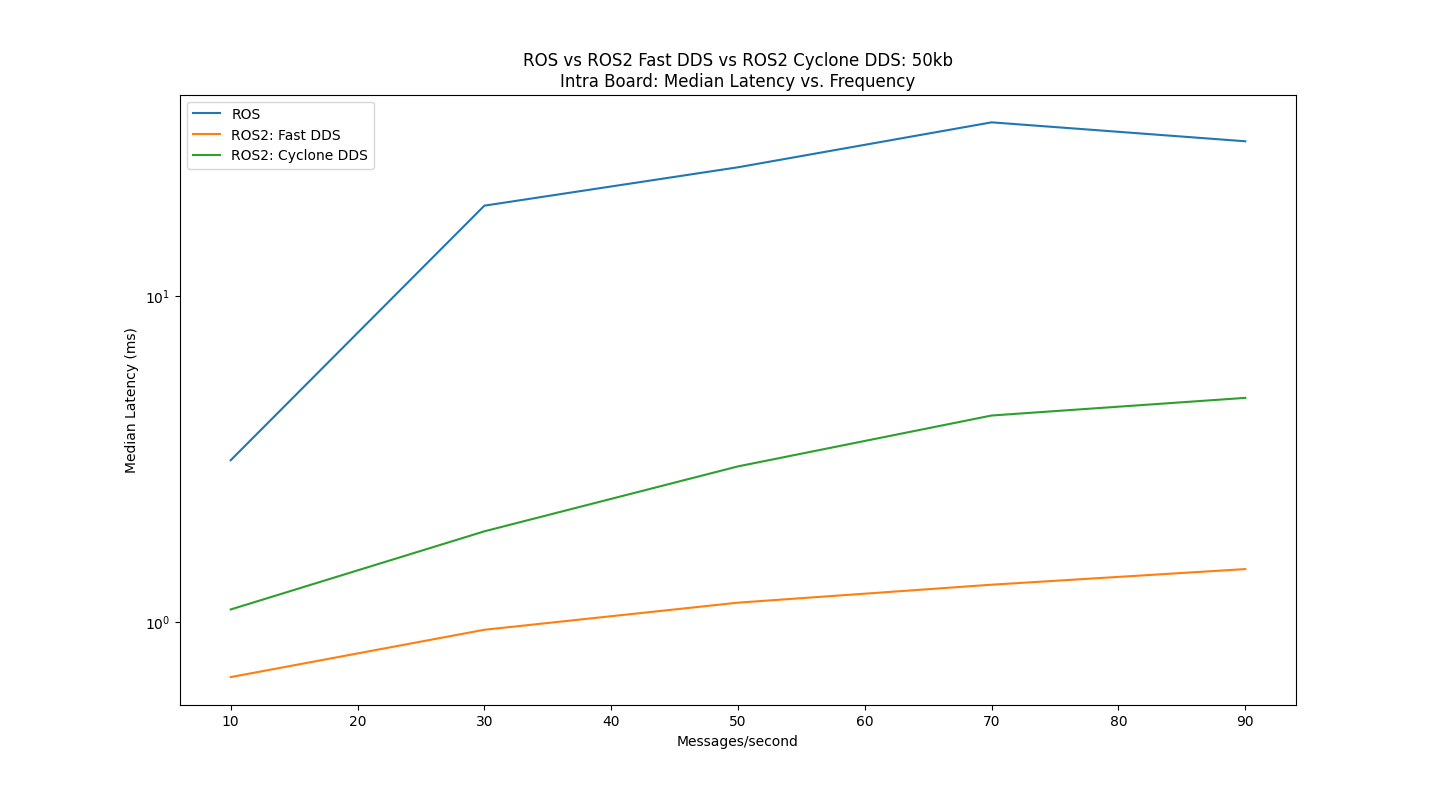 ROS vs ROS2 Fast DDS vs ROS2 Cyclone DDS: 50kb
Intra Board: Median Latency vs. Frequency
ROS
ROS2: Fast DDS
ROS2: Cyclone DDS
Median Latency (ms)
10¹
10⁰
10 20 30 40 50 60 70 80 90
Messages/second